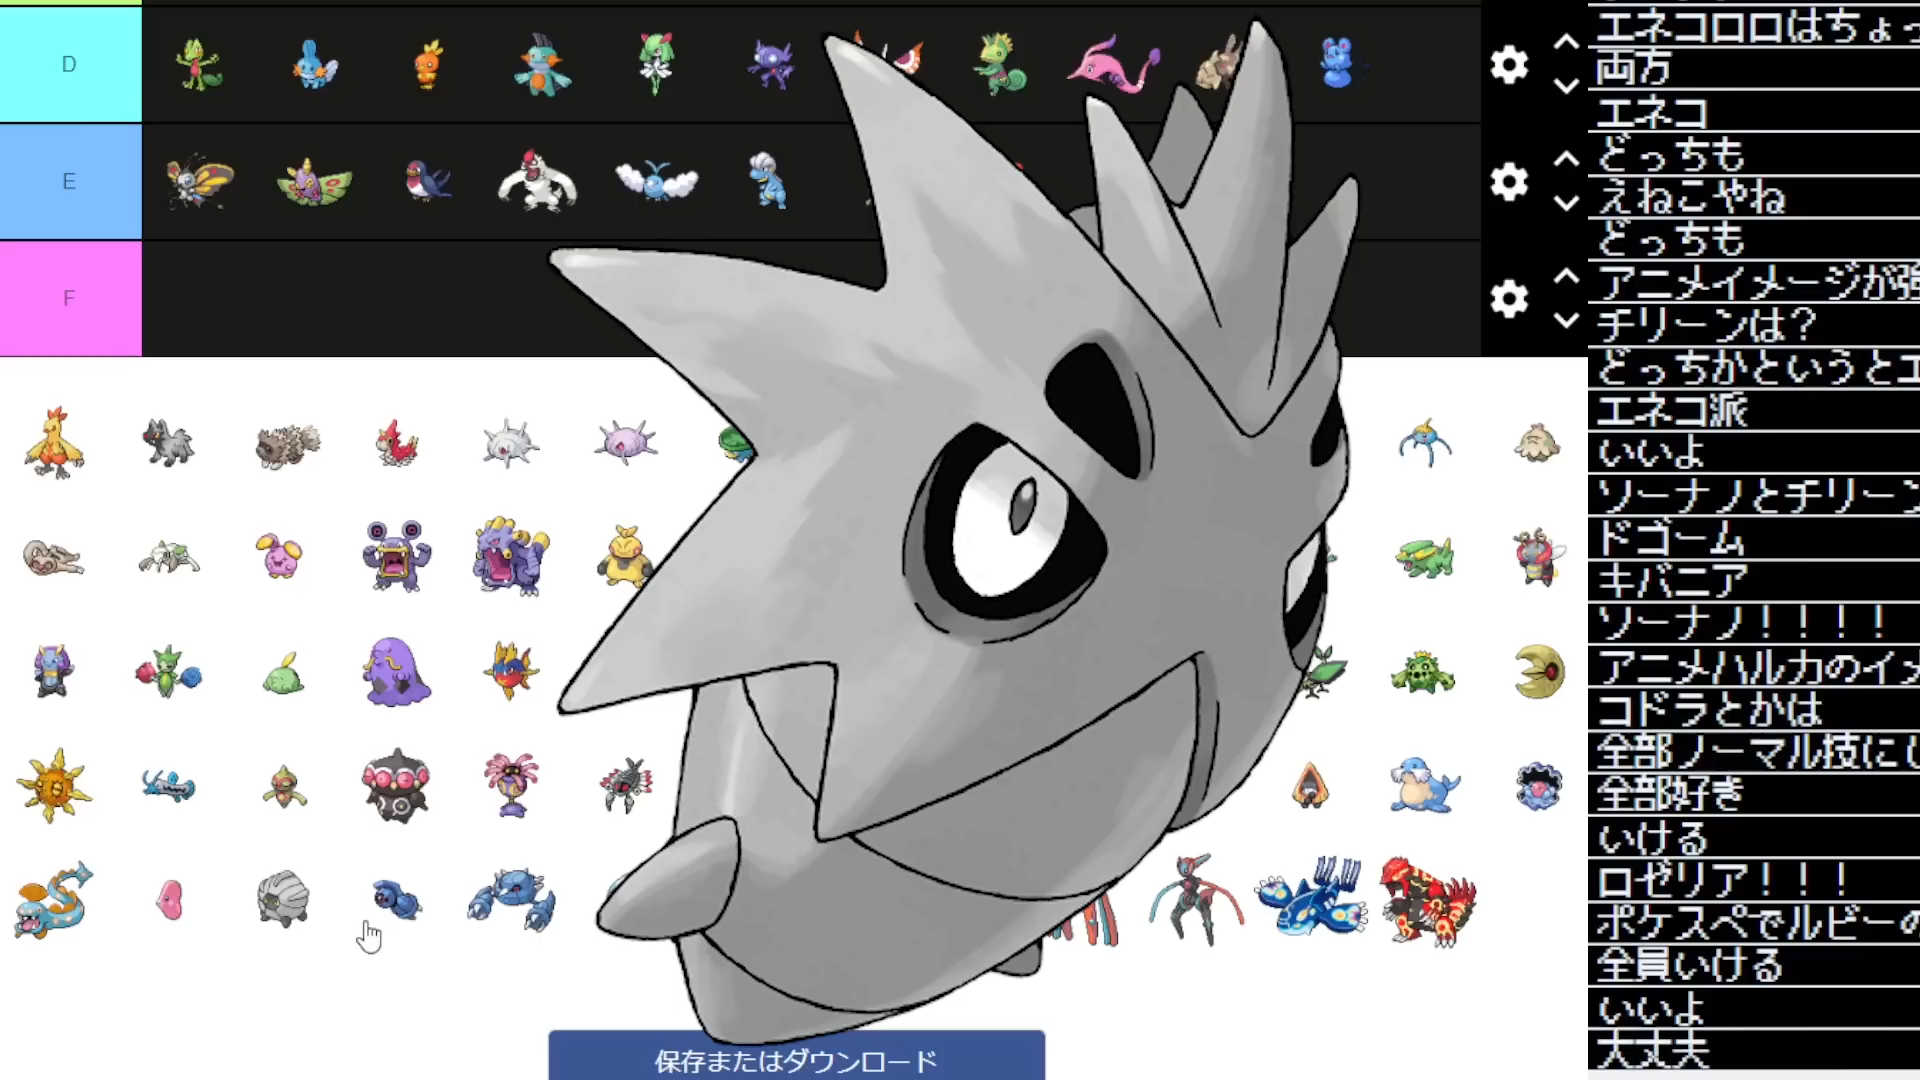 D
E
F
エネコロロはちょっ
両方
エネコ
どっちも
えねこやね
どっちも
アニメイメージが強
チリーンは？
どっちかというとエ
エネコ派
いいよ
ソーナノとチリーン
ドゴーム
キバニア
ソーナノ！！！！
アニメハルカのイメ
コドラとかは
全部ノーマル技にし
全部好き
いける
ロゼリア！！！
ポケスペでルビーの
全員いける
いいよ
大丈夫
保存またはダウンロード